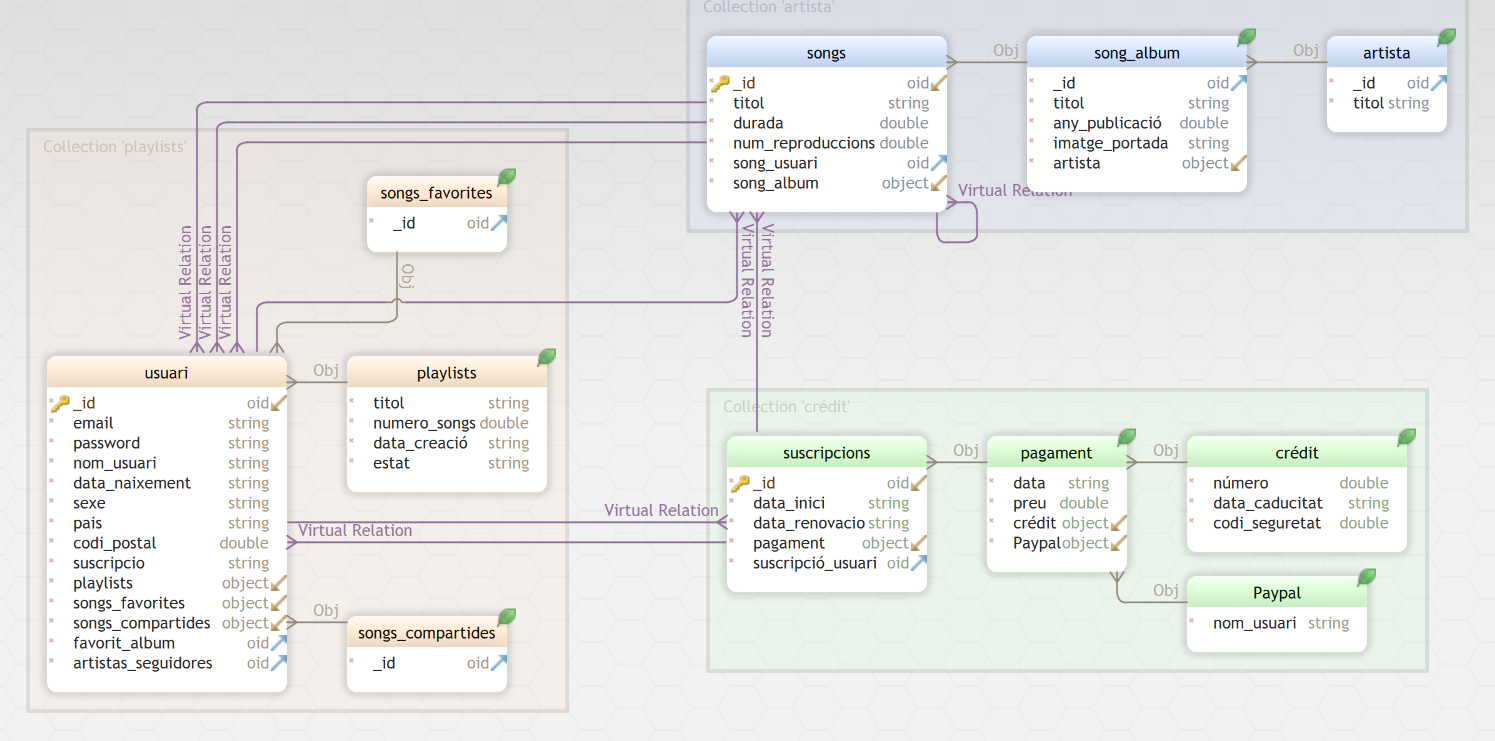 Collection 'artista'
songs
_id oid
titol string
durada double
num_reproduccions double
song_usuari oid
song_album object
Obj
song_album
_id oid
titol string
any_publicació double
imatge_portada string
artista object
Obj
artista
_id oid
titol string
Virtual Relation
Collection 'playlists'
songs_favorites
_id oid
Obj
Virtual Relation
Virtual Relation
Virtual Relation
Virtual Relation
Virtual Relation
usuari
_id oid
email string
password string
nom_usuari string
data_naixement string
sexe string
pais string
codi_postal double
suscripcio string
playlists object
songs_favorites object
songs_compartides object
favorit_album oid
artistas_seguidores oid
Obj
playlists
titol string
numero_songs double
data_creació string
estat string
Obj
songs_compartides
_id oid
Virtual Relation
Virtual Relation
Collection 'crédit'
suscripcions
_id oid
data_inici string
data_renovacio string
pagament object
suscripció_usuari oid
Obj
pagament
data string
preu double
crédit object
Paypal object
Obj
crédit
número double
data_caducitat string
codi_seguretat double
Obj
Paypal
nom_usuari string